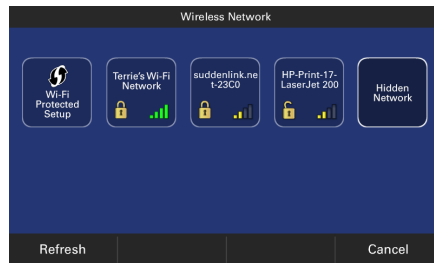 Wireless Network
Wi-Fi
Protected
Setup
Terrie's Wi-Fi
Network
suddenlink.ne
t-23C0
HP-Print-17-
LaserJet 200
Hidden
Network
Refresh
Cancel